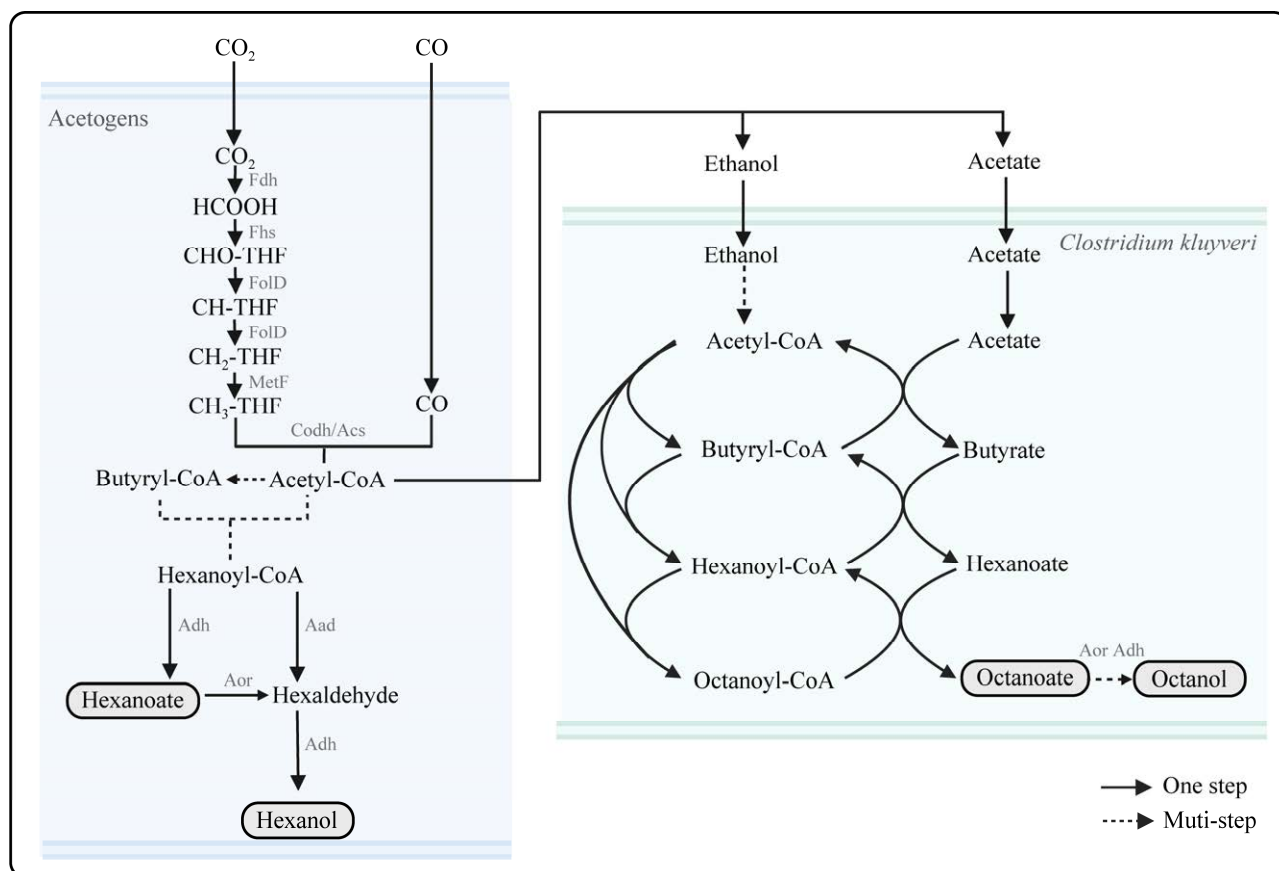 CO₂
CO
Acetogens
CO₂
Fdh
HCOOH
Fhs
CHO-THF
FolD
CH-THF
FolD
CH₂-THF
MetF
CH₃-THF
CO
Codh/Acs
Butyryl-CoA
Acetyl-CoA
Hexanoyl-CoA
Adh
Aad
Hexanoate
Aor
Hexaldehyde
Adh
Hexanol
Ethanol
Acetate
Clostridium kluyveri
Ethanol
Acetate
Acetyl-CoA
Acetate
Butyryl-CoA
Butyrate
Hexanoyl-CoA
Hexanoate
Octanoyl-CoA
Octanoate
Aor Adh
Octanol
One step
Muti-step